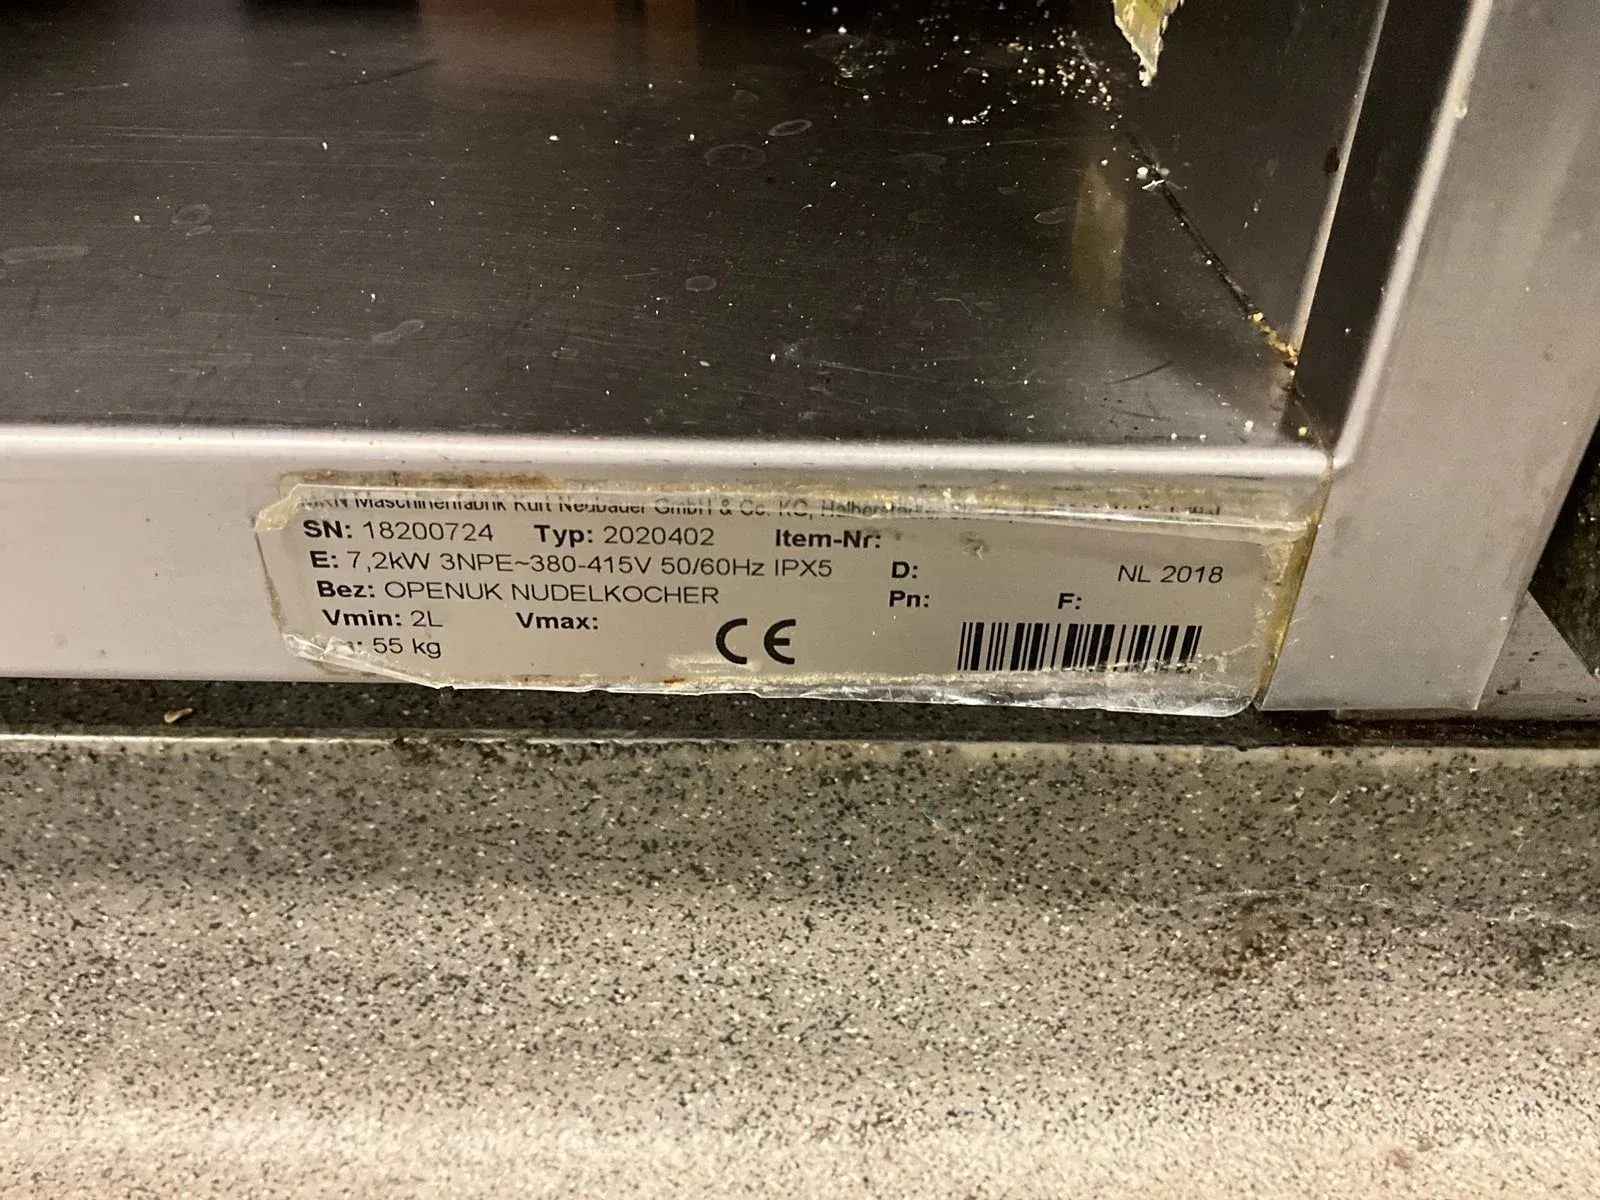 MKN Maschinenfabrik Kurt Neubauer GmbH & Co. KG,
SN: 18200724 Typ: 2020402 Item-Nr:
E: 7,2kW 3NPE~380-415V 50/60Hz IPX5 D: NL 2018
Bez: OPENUK NUDELKOCHER Pn: F:
Vmin: 2L Vmax: CE
55 kg